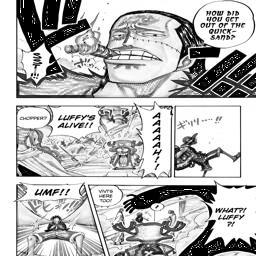 HOW DID
YOU GET
OUT OF THE
QUICK-
SAND?
CHOPPER?
LUFFY'S
ALIVE!!
AAAAAH!!
UMF!!
VIVI'S
HERE
TOO!
WHAT?!
LUFFY
?!